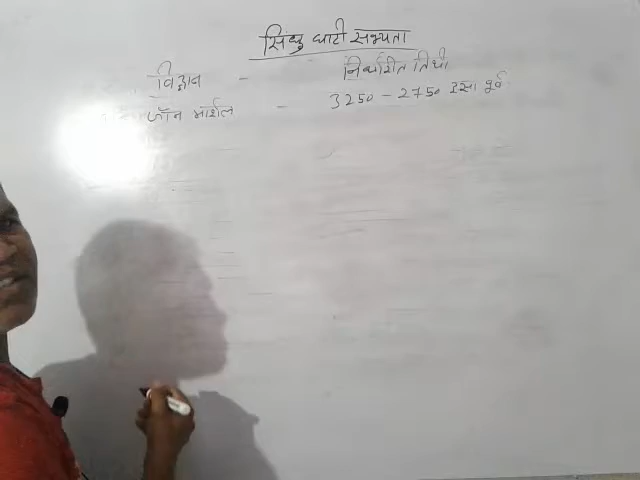 सिन्धु घाटी सभ्यता
विद्वान - निर्धारित तिथी
जॉन मार्शल - 3250 - 2750 ईसा पूर्व